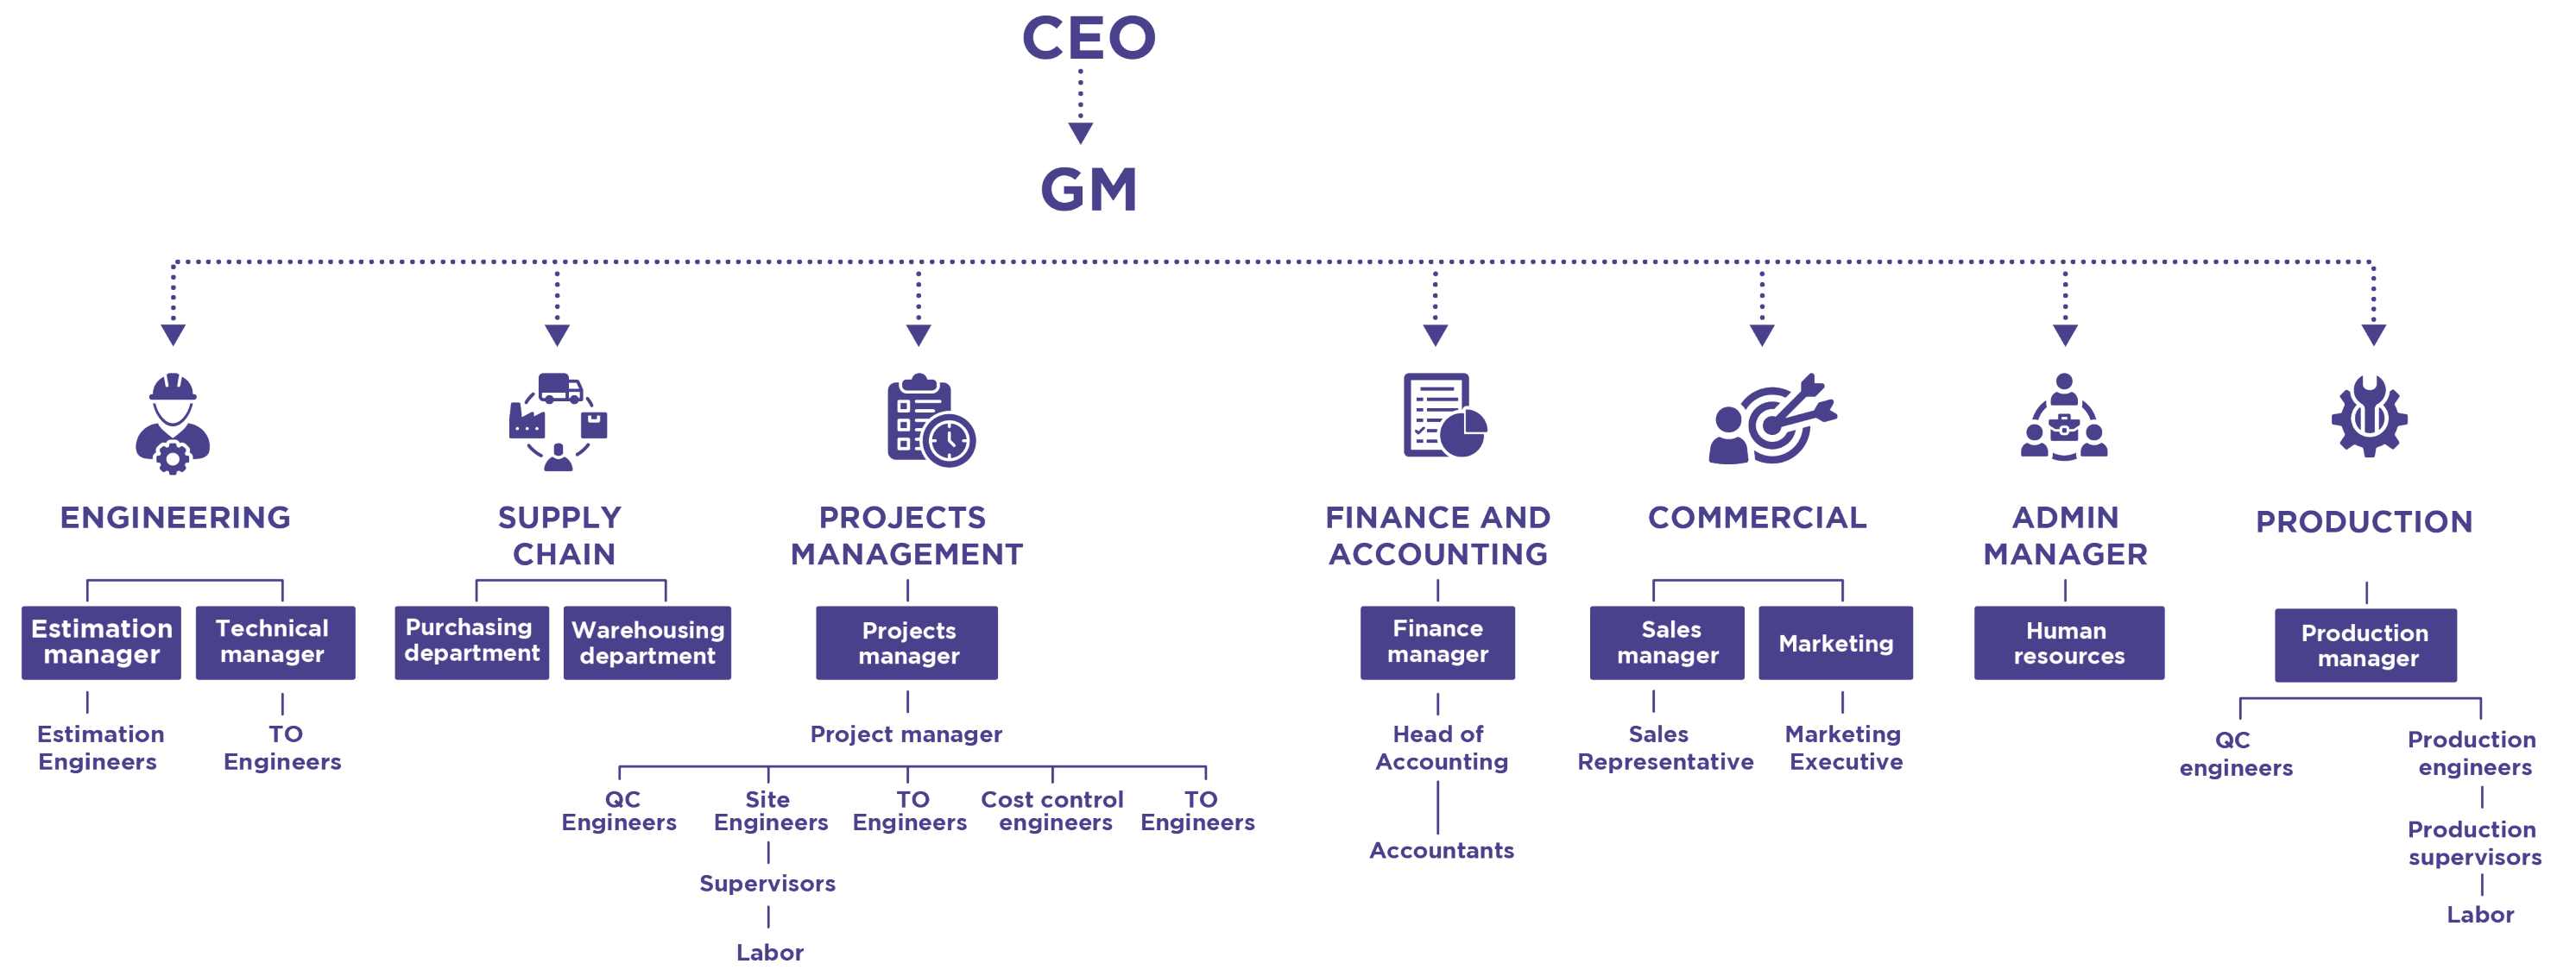 CEO
GM
ENGINEERING
SUPPLY
CHAIN
PROJECTS
MANAGEMENT
FINANCE AND
ACCOUNTING
COMMERCIAL
ADMIN
MANAGER
PRODUCTION
Estimation
manager
Technical
manager
Purchasing
department
Warehousing
department
Projects
manager
Finance
manager
Sales
manager
Marketing
Human
resources
Production
manager
Estimation
Engineers
TO
Engineers
Project manager
Head of
Accounting
Sales
Representative
Marketing
Executive
QC
engineers
Production
engineers
QC
Engineers
Site
Engineers
TO
Engineers
Cost control
engineers
TO
Engineers
Accountants
Production
supervisors
Supervisors
Labor
Labor